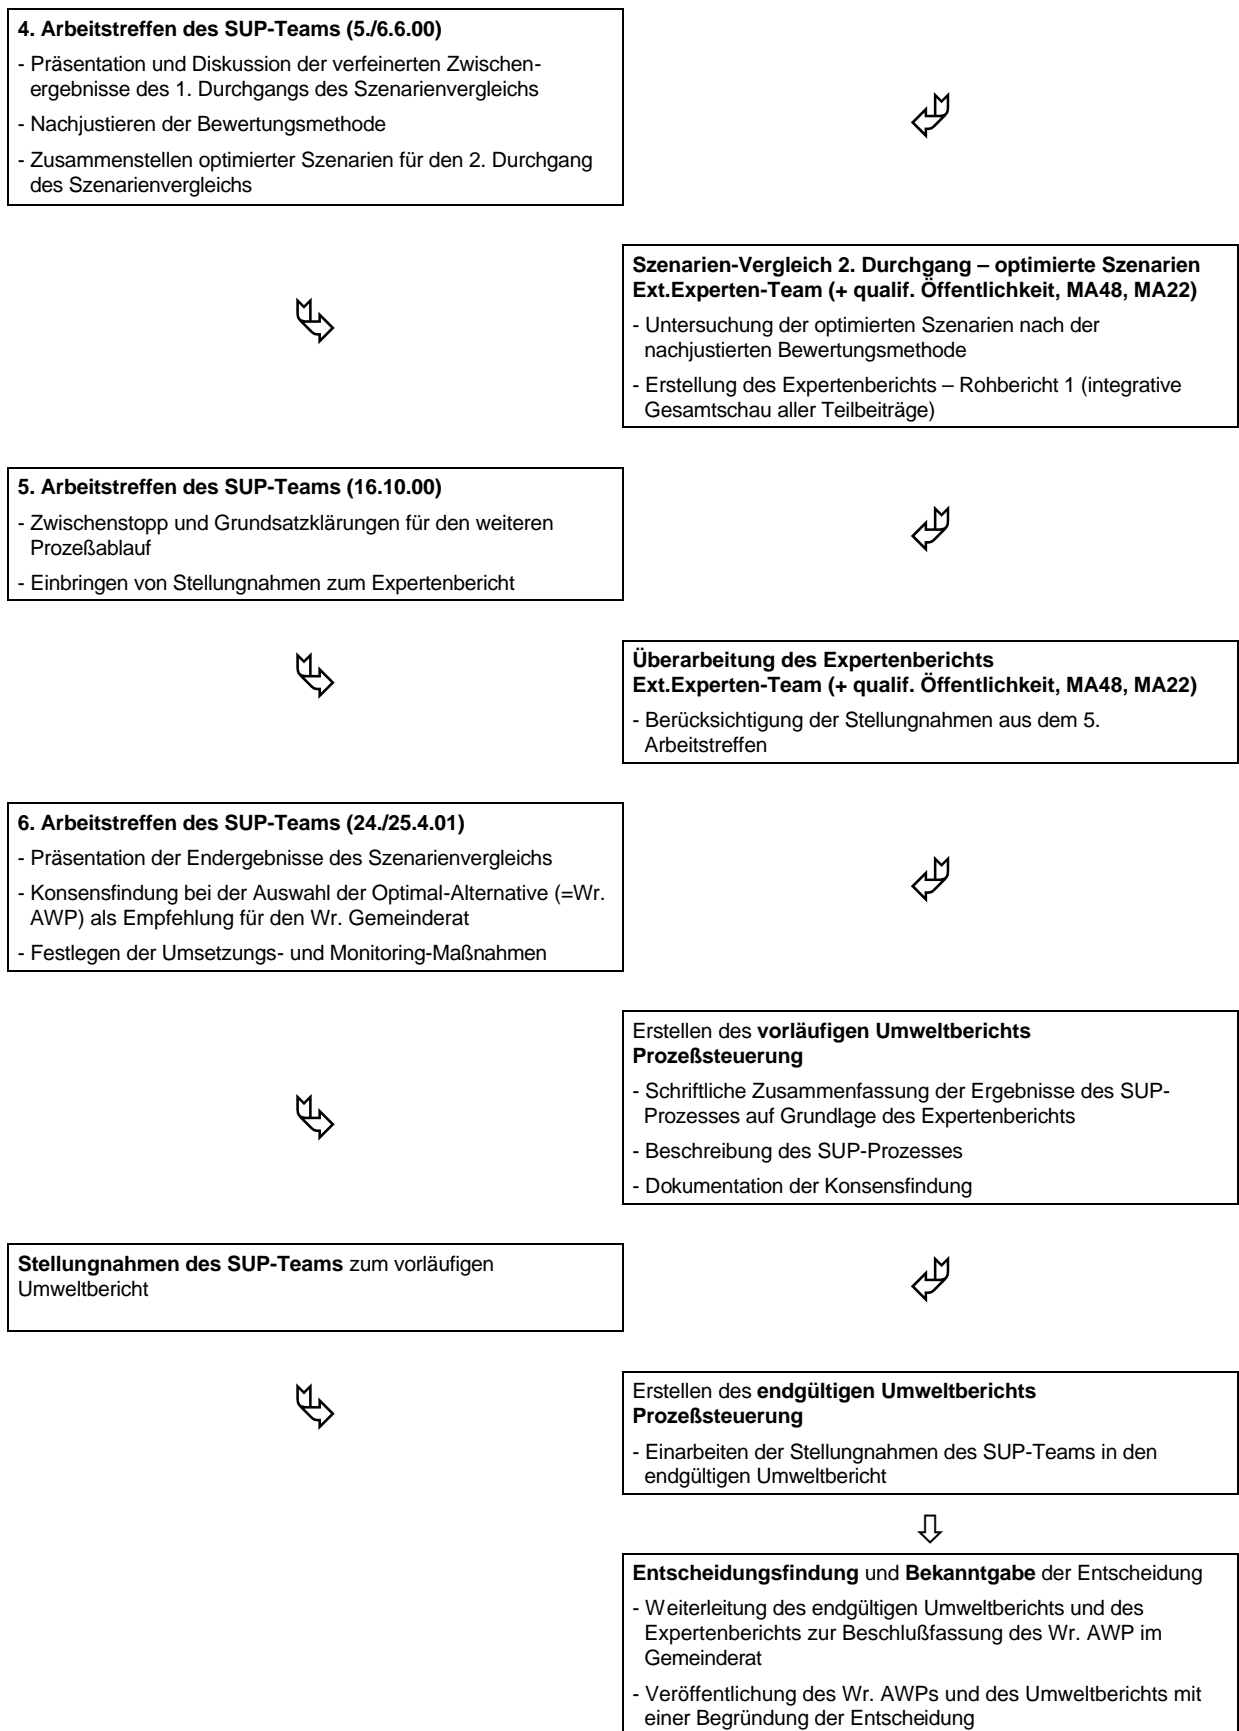 4. Arbeitstreffen des SUP-Teams (5./6.6.00)
- Präsentation und Diskussion der verfeinerten Zwischen-
ergebnisse des 1. Durchgangs des Szenarienvergleichs
- Nachjustieren der Bewertungsmethode
- Zusammenstellen optimierter Szenarien für den 2. Durchgang
des Szenarienvergleichs
Szenarien-Vergleich 2. Durchgang – optimierte Szenarien
Ext.Experten-Team (+ qualif. Öffentlichkeit, MA48, MA22)
- Untersuchung der optimierten Szenarien nach der
nachjustierten Bewertungsmethode
- Erstellung des Expertenberichts – Rohbericht 1 (integrative
Gesamtschau aller Teilbeiträge)
5. Arbeitstreffen des SUP-Teams (16.10.00)
- Zwischenstopp und Grundsatzklärungen für den weiteren
Prozeßablauf
- Einbringen von Stellungnahmen zum Expertenbericht
Überarbeitung des Expertenberichts
Ext.Experten-Team (+ qualif. Öffentlichkeit, MA48, MA22)
- Berücksichtigung der Stellungnahmen aus dem 5.
Arbeitstreffen
6. Arbeitstreffen des SUP-Teams (24./25.4.01)
- Präsentation der Endergebnisse des Szenarienvergleichs
- Konsensfindung bei der Auswahl der Optimal-Alternative (=Wr.
AWP) als Empfehlung für den Wr. Gemeinderat
- Festlegen der Umsetzungs- und Monitoring-Maßnahmen
Erstellen des vorläufigen Umweltberichts
Prozeßsteuerung
- Schriftliche Zusammenfassung der Ergebnisse des SUP-
Prozesses auf Grundlage des Expertenberichts
- Beschreibung des SUP-Prozesses
- Dokumentation der Konsensfindung
Stellungnahmen des SUP-Teams zum vorläufigen
Umweltbericht
Erstellen des endgültigen Umweltberichts
Prozeßsteuerung
- Einarbeiten der Stellungnahmen des SUP-Teams in den
endgültigen Umweltbericht
Entscheidungsfindung und Bekanntgabe der Entscheidung
- Weiterleitung des endgültigen Umweltberichts und des
Expertenberichts zur Beschlußfassung des Wr. AWP im
Gemeinderat
- Veröffentlichung des Wr. AWPs und des Umweltberichts mit
einer Begründung der Entscheidung